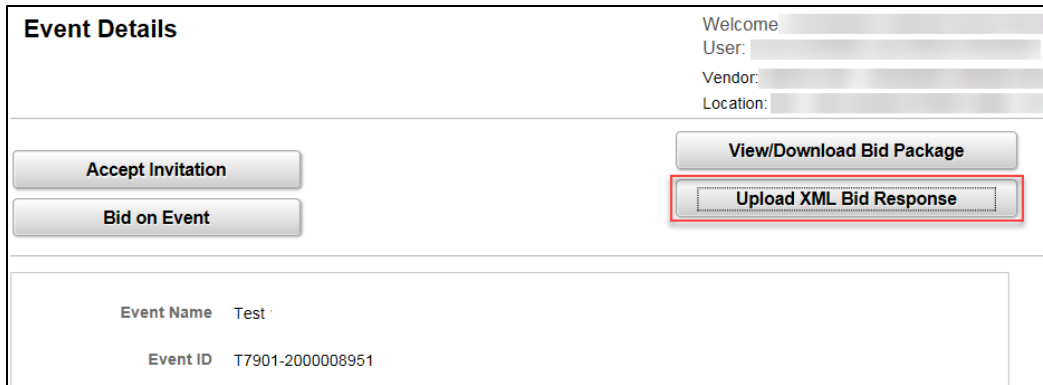 Event Details
Welcome
User:
Vendor:
Location:
Accept Invitation
Bid on Event
View/Download Bid Package
Upload XML Bid Response
Event Name Test
Event ID T7901-2000008951